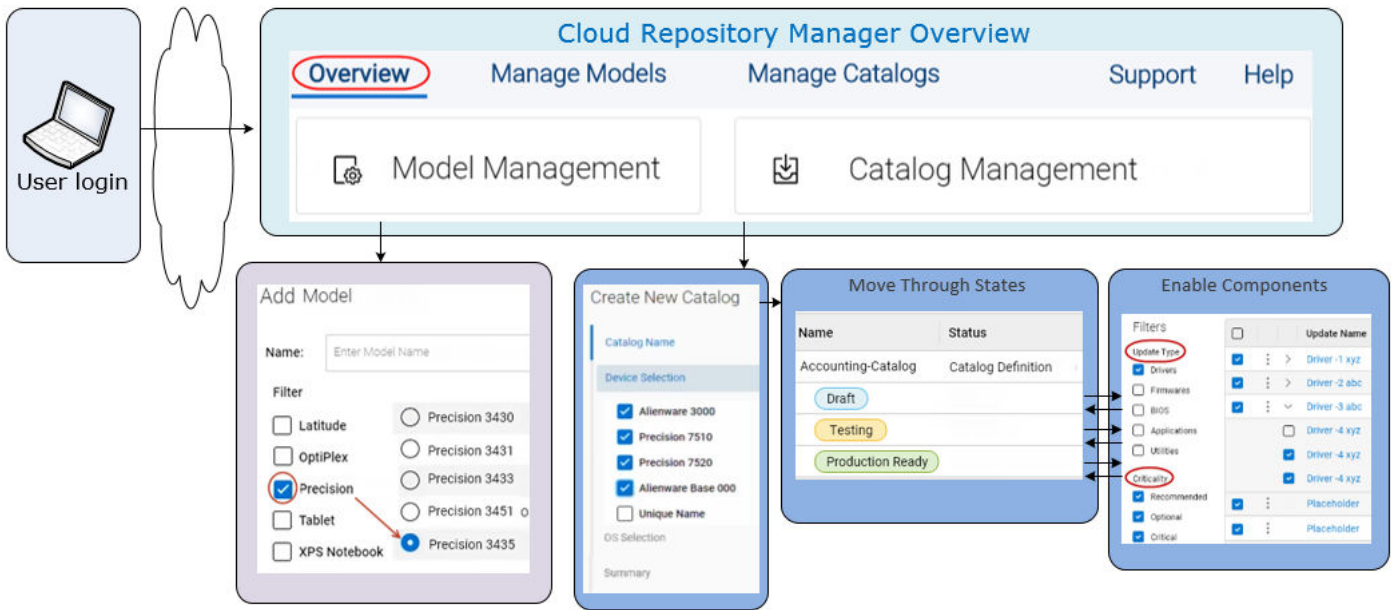 User login
Cloud Repository Manager Overview
Overview Manage Models Manage Catalogs Support Help
Model Management
Catalog Management
Add Model
Name: Enter Model Name
Filter
Latitude
OptiPlex
Precision
Tablet
XPS Notebook
Precision 3430
Precision 3431
Precision 3433
Precision 3451 o
Precision 3435
Create New Catalog
Catalog Name
Device Selection
Alienware 3000
Precision 7510
Precision 7520
Alienware Base 000
Unique Name
OS Selection
Summary
Move Through States
Name Status
Accounting-Catalog Catalog Definition
Draft
Testing
Production Ready
Enable Components
Filters
Update Type
Drivers
Firmwares
BIOS
Applications
Utilities
Criticality
Recommended
Optional
Critical
Update Name
Driver -1 xyz
Driver -2 abc
Driver -3 abc
Driver -4 xyz
Driver -4 xyz
Driver -4 xyz
Placeholder
Placeholder